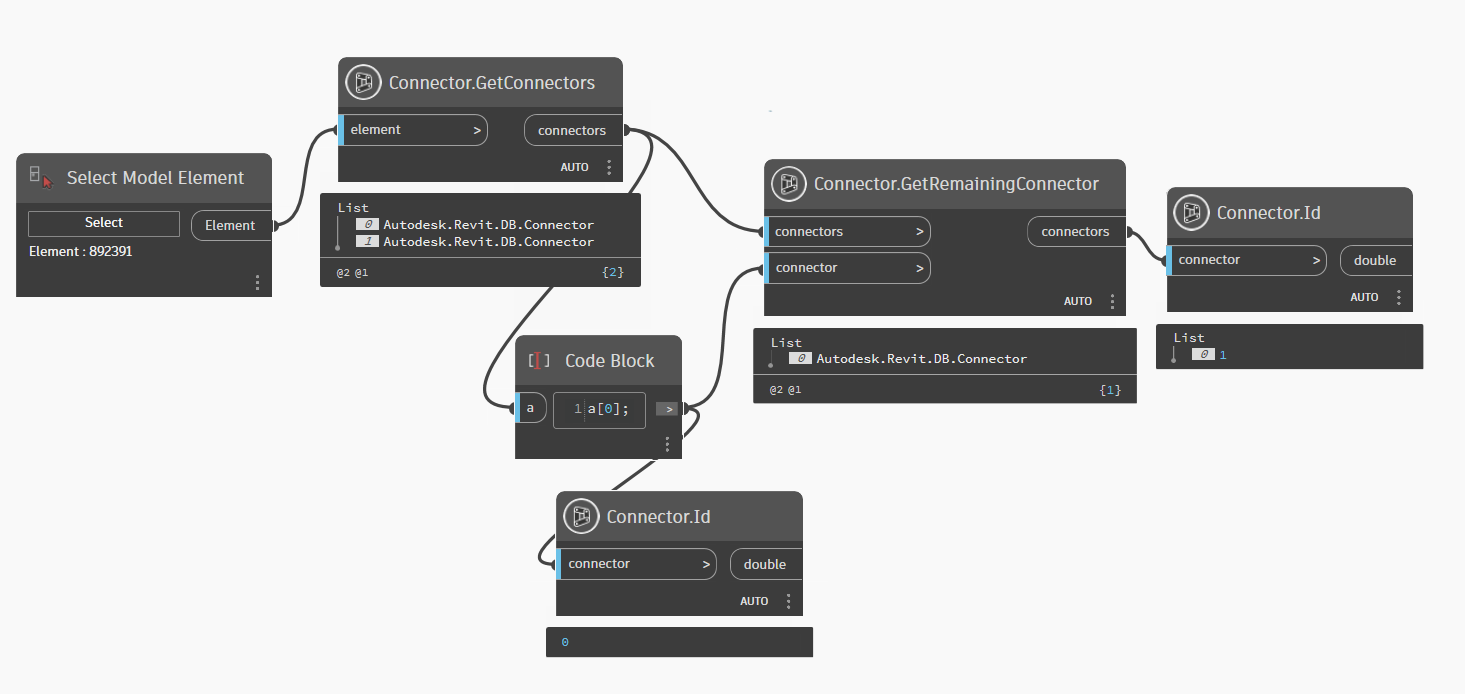 Select Model Element
Select
Element
Element : 892391
Connector.GetConnectors
element >
connectors
AUTO
List
0 Autodesk.Revit.DB.Connector
1 Autodesk.Revit.DB.Connector
@2 @1 {2}
Code Block
a
1 a[0];
>
Connector.Id
connector >
double
AUTO
0
Connector.GetRemainingConnector
connectors >
connectors
connector >
AUTO
List
0 Autodesk.Revit.DB.Connector
@2 @1 {1}
Connector.Id
connector >
double
AUTO
List
0 1